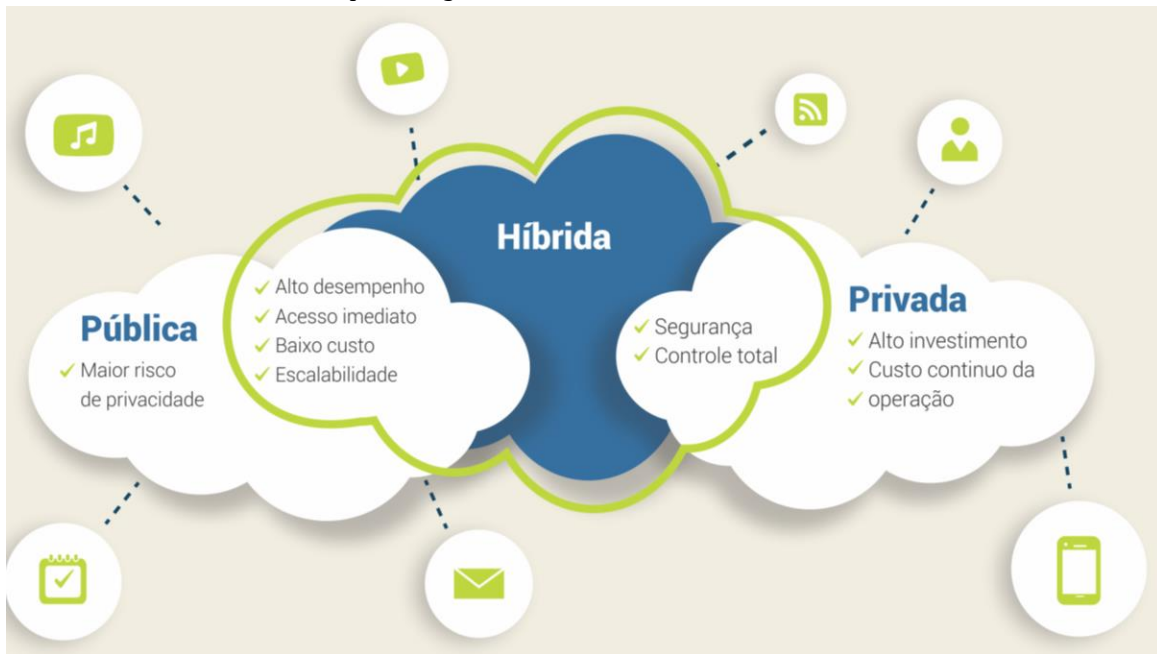 Híbrida
Pública
Maior risco
de privacidade
Alto desempenho
Acesso imediato
Baixo custo
Escalabilidade
Segurança
Controle total
Privada
Alto investimento
Custo continuo da
operação